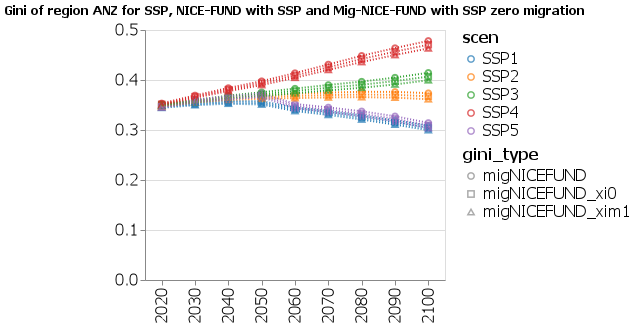 Gini of region ANZ for SSP, NICE-FUND with SSP and Mig-NICE-FUND with SSP zero migration
0.5
0.4
0.3
0.2
0.1
0.0
2020
2030
2040
2050
2060
2070
2080
2090
2100
scen
SSP1
SSP2
SSP3
SSP4
SSP5
gini_type
migNICEFUND
migNICEFUND_xi0
migNICEFUND_xim1